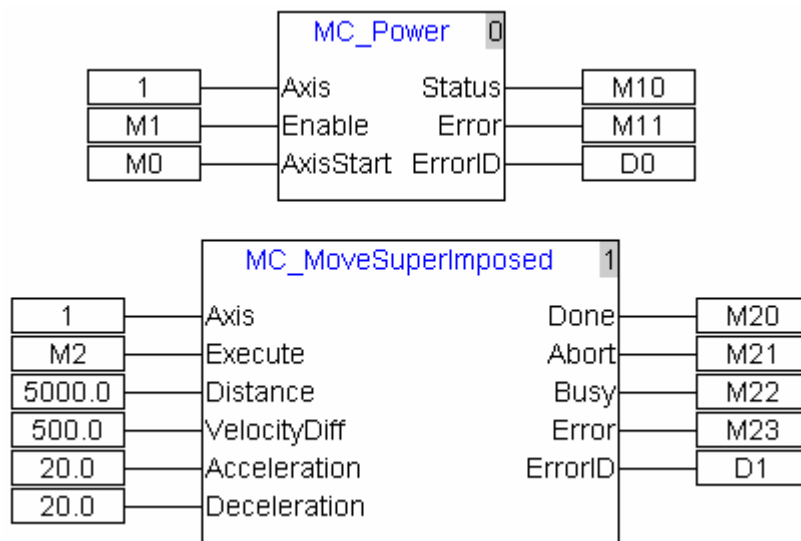 MC_Power 0
1 Axis Status M10
M1 Enable Error M11
M0 AxisStart ErrorID D0
MC_MoveSuperImposed 1
1 Axis Done M20
M2 Execute Abort M21
5000.0 Distance Busy M22
500.0 VelocityDiff Error M23
20.0 Acceleration ErrorID D1
20.0 Deceleration